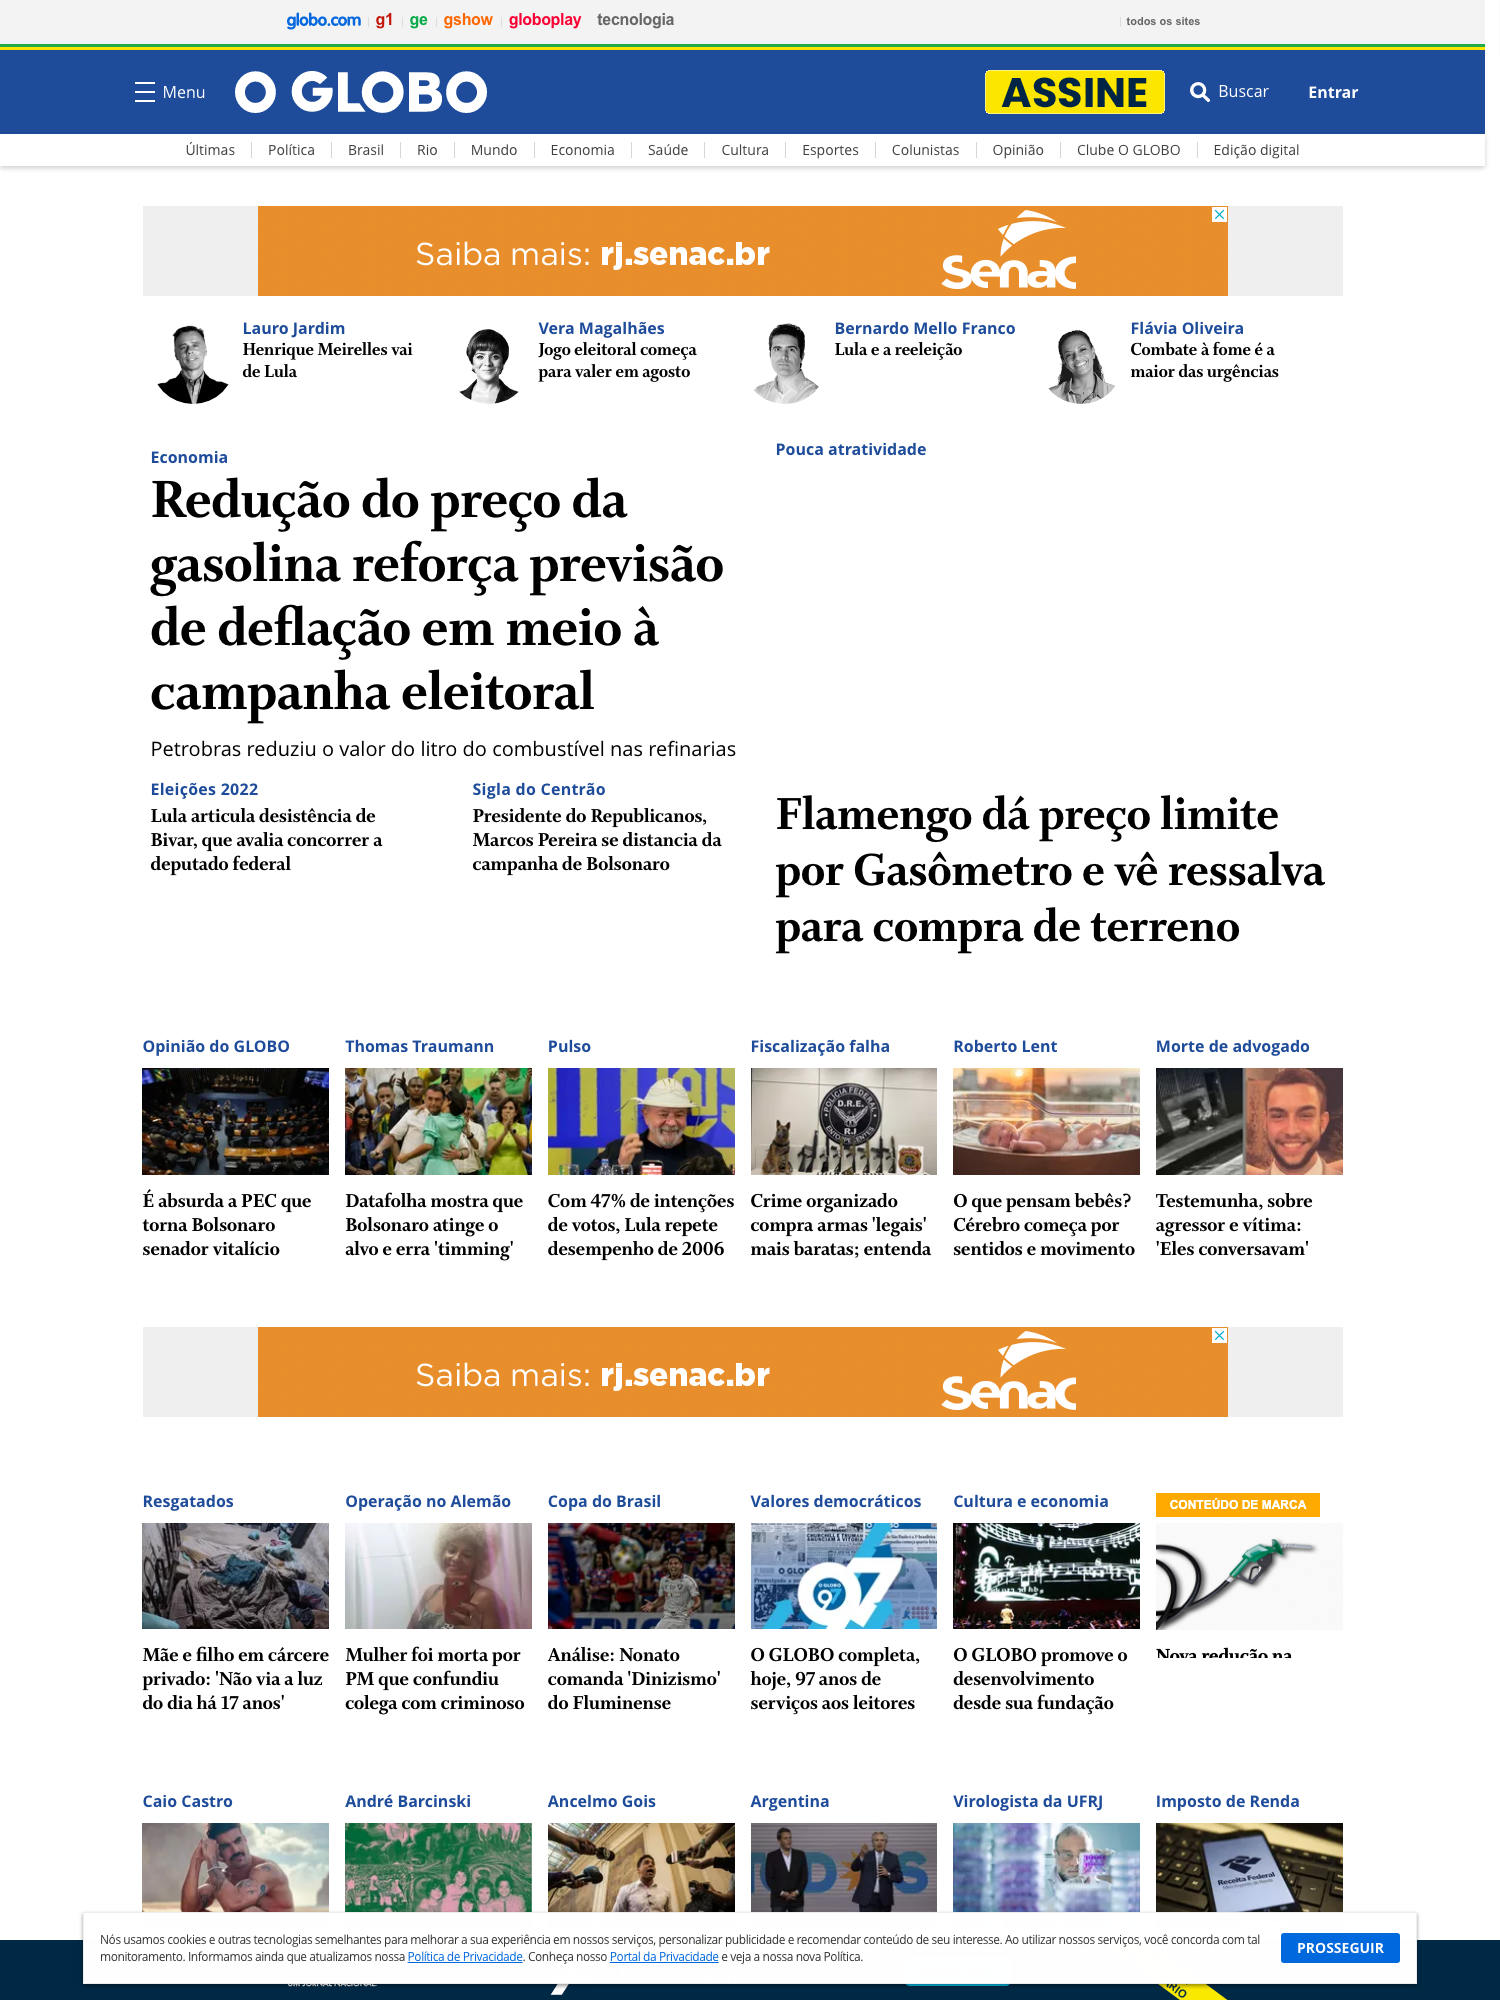 globo.com g1 ge gshow globoplay tecnologia todos os sites
Menu O GLOBO ASSINE Buscar Entrar
Últimas Política Brasil Rio Mundo Economia Saúde Cultura Esportes Colunistas Opinião Clube O GLOBO Edição digital
Saiba mais: rj.senac.br Senac
Lauro Jardim
Henrique Meirelles vai
de Lula
Vera Magalhães
Jogo eleitoral começa
para valer em agosto
Bernardo Mello Franco
Lula e a reeleição
Flávia Oliveira
Combate à fome é a
maior das urgências
Economia
Redução do preço da
gasolina reforça previsão
de deflação em meio à
campanha eleitoral
Petrobras reduziu o valor do litro do combustível nas refinarias
Eleições 2022
Lula articula desistência de
Bivar, que avalia concorrer a
deputado federal
Sigla do Centrão
Presidente do Republicanos,
Marcos Pereira se distancia da
campanha de Bolsonaro
Pouca atratividade
Flamengo dá preço limite
por Gasômetro e vê ressalva
para compra de terreno
Opinião do GLOBO
É absurda a PEC que
torna Bolsonaro
senador vitalício
Thomas Traumann
Datafolha mostra que
Bolsonaro atinge o
alvo e erra 'timming'
Pulso
Com 47% de intenções
de votos, Lula repete
desempenho de 2006
Fiscalização falha
POLÍCIA FEDERAL
D.R.E.
RJ
Crime organizado
compra armas 'legais'
mais baratas; entenda
Roberto Lent
O que pensam bebês?
Cérebro começa por
sentidos e movimento
Morte de advogado
Testemunha, sobre
agressor e vítima:
'Eles conversavam'
Saiba mais: rj.senac.br Senac
Resgatados
Mãe e filho em cárcere
privado: 'Não via a luz
do dia há 17 anos'
Operação no Alemão
Mulher foi morta por
PM que confundiu
colega com criminoso
Copa do Brasil
Análise: Nonato
comanda 'Dinizismo'
do Fluminense
Valores democráticos
O GLOBO
97
O GLOBO completa,
hoje, 97 anos de
serviços aos leitores
Cultura e economia
O GLOBO promove o
desenvolvimento
desde sua fundação
CONTEÚDO DE MARCA
Nova redução na
Caio Castro
André Barcinski
Ancelmo Gois
Argentina
Virologista da UFRJ
Imposto de Renda
Receita Federal
Nós usamos cookies e outras tecnologias semelhantes para melhorar a sua experiência em nossos serviços, personalizar publicidade e recomendar conteúdo de seu interesse. Ao utilizar nossos serviços, você concorda com tal
monitoramento. Informamos ainda que atualizamos nossa Política de Privacidade. Conheça nosso Portal da Privacidade e veja a nossa nova Política.
PROSSEGUIR